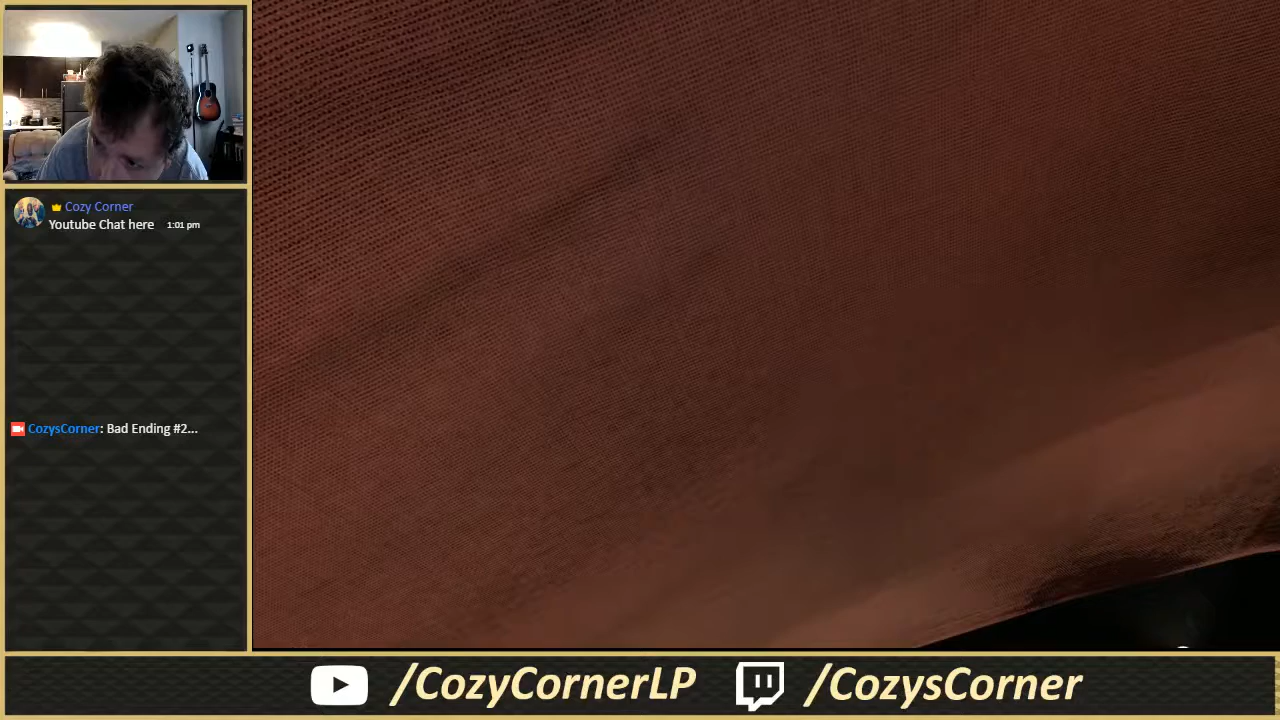 Cozy Corner
Youtube Chat here 1:01 pm
CozysCorner: Bad Ending #2...
/CozyCornerLP /CozysCorner